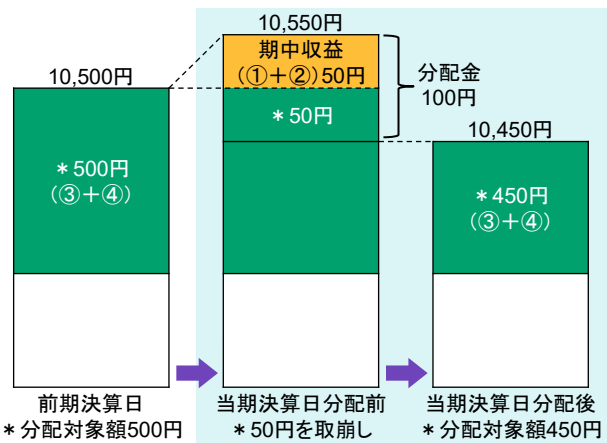 10,550円
期中収益
(①+②)50円
分配金
100円
10,500円
*50円
10,450円
*500円
(③+④)
*450円
(③+④)
前期決算日
*分配対象額500円
当期決算日分配前
*50円を取崩し
当期決算日分配後
*分配対象額450円